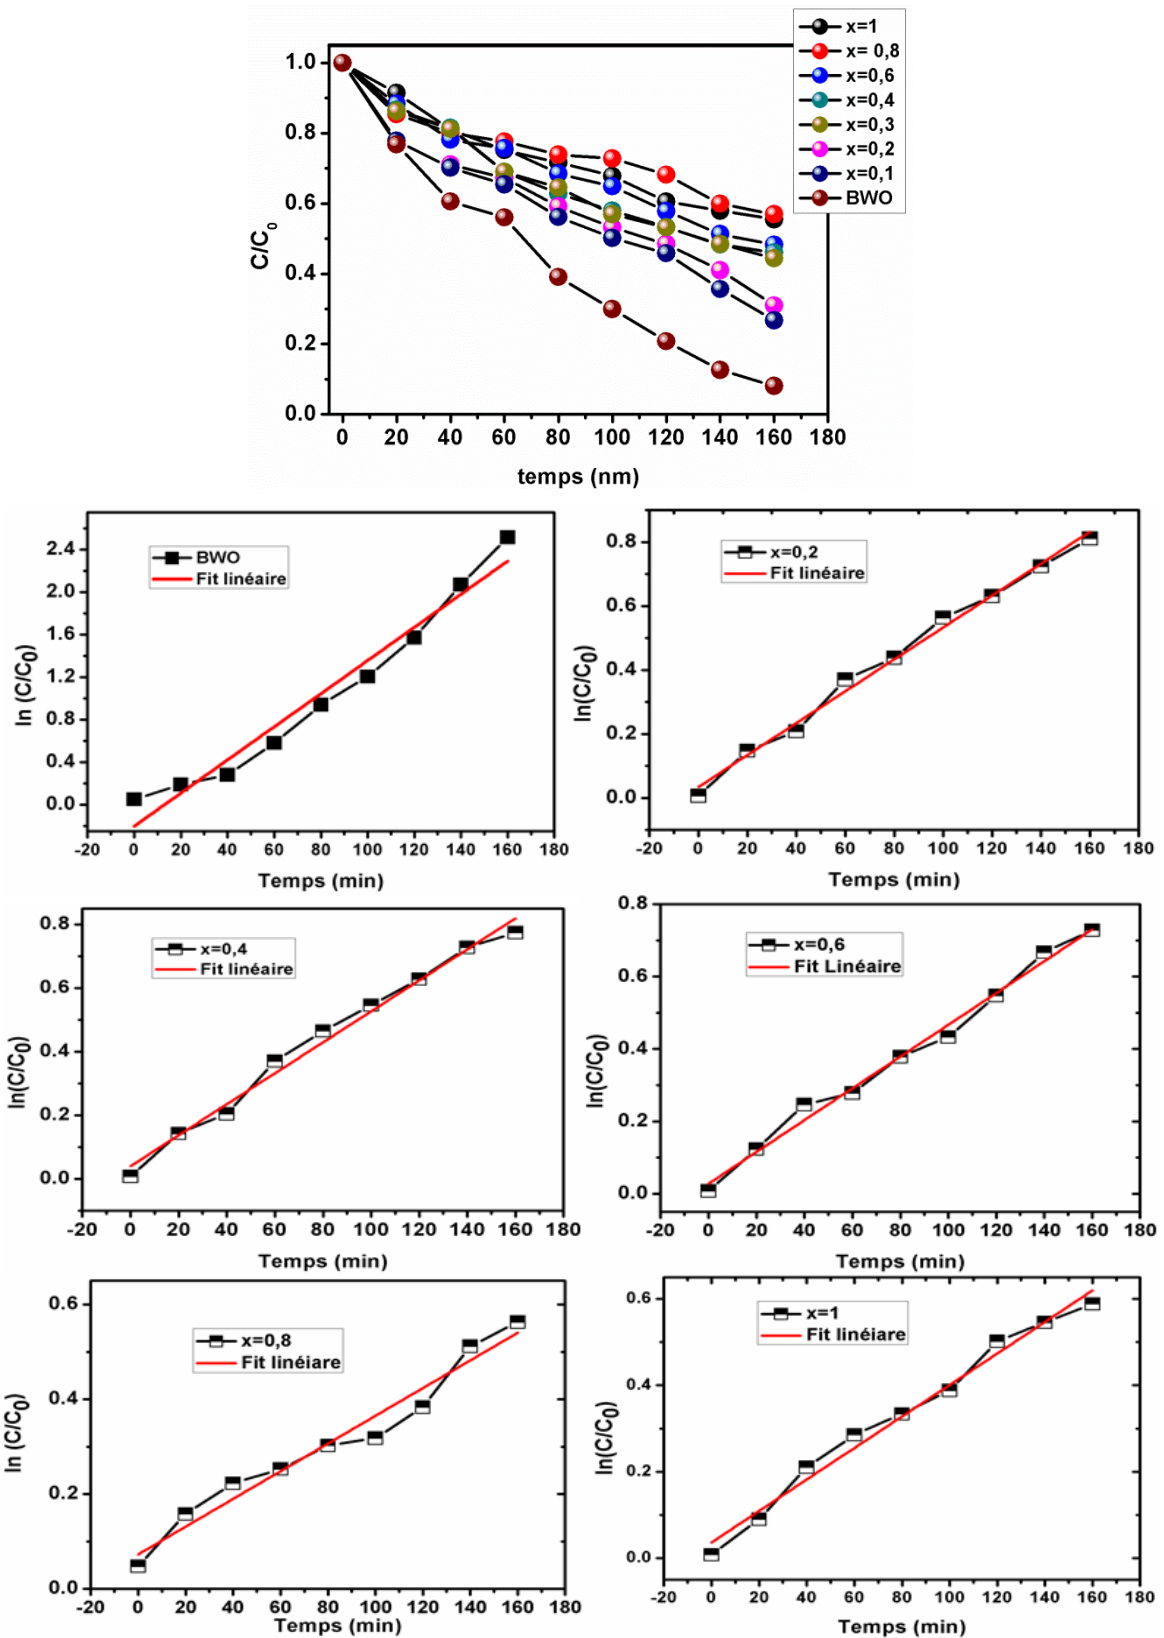 x=1
x= 0,8
x=0,6
x=0,4
x=0,3
x=0,2
x=0,1
BWO
1.0
0.8
0.6
0.4
0.2
0.0
C/C0
0 20 40 60 80 100 120 140 160 180
temps (nm)
BWO
Fit linéaire
2.4
2.0
1.6
1.2
0.8
0.4
0.0
ln (C/C0)
-20 0 20 40 60 80 100 120 140 160 180
Temps (min)
x=0,2
Fit linéaire
0.8
0.6
0.4
0.2
0.0
ln(C/C0)
-20 0 20 40 60 80 100 120 140 160 180
Temps (min)
x=0,4
Fit linéaire
0.8
0.6
0.4
0.2
0.0
ln(C/C0)
-20 0 20 40 60 80 100 120 140 160 180
Temps (min)
x=0,6
Fit Linéaire
0.8
0.6
0.4
0.2
0.0
ln(C/C0)
-20 0 20 40 60 80 100 120 140 160 180
Temps (min)
x=0,8
Fit linéiare
0.6
0.4
0.2
0.0
ln (C/C0)
-20 0 20 40 60 80 100 120 140 160 180
Temps (min)
x=1
Fit linéiare
0.6
0.4
0.2
0.0
ln(C/C0)
-20 0 20 40 60 80 100 120 140 160 180
Temps (min)